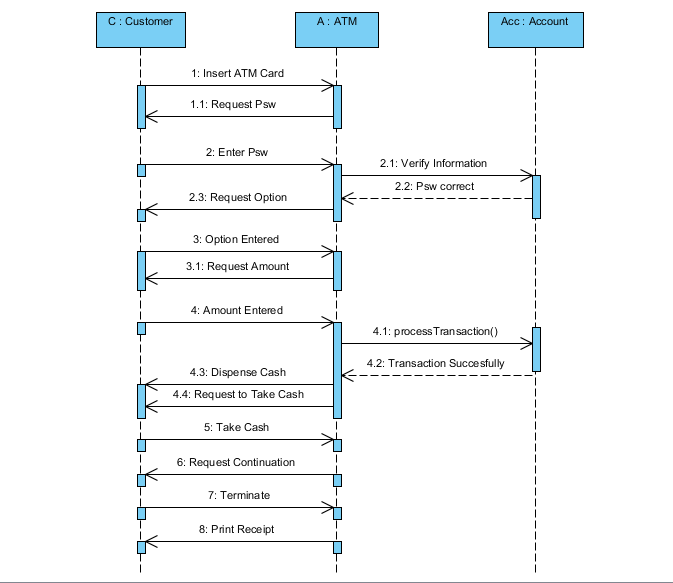 C : Customer
A : ATM
Acc : Account
1: Insert ATM Card
1.1: Request Psw
2: Enter Psw
2.1: Verify Information
2.2: Psw correct
2.3: Request Option
3: Option Entered
3.1: Request Amount
4: Amount Entered
4.1: processTransaction()
4.2: Transaction Succesfully
4.3: Dispense Cash
4.4: Request to Take Cash
5: Take Cash
6: Request Continuation
7: Terminate
8: Print Receipt